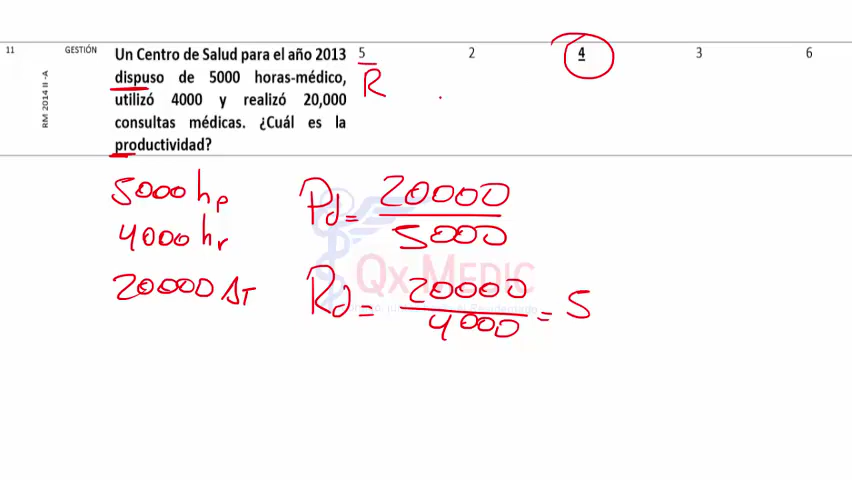 11 GESTIÓN Un Centro de Salud para el año 2013 5 2 4 3 6
dispuso de 5000 horas-médico,
utilizó 4000 y realizó 20,000
consultas médicas. ¿Cuál es la
productividad?
RM 2014 II -A
R
5000 hp
4000 hr
20000 AT
Pd = 20000
5000
QX MEDIC
Rd = 20000 = 5
4000